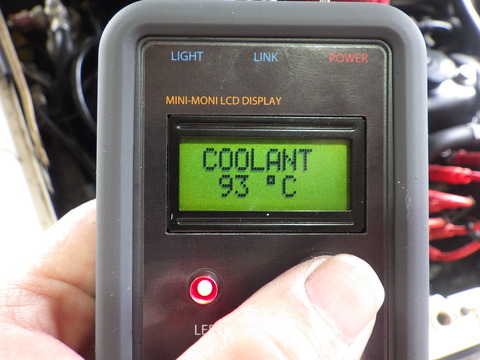 LIGHT LINK POWER
MINI-MONI LCD DISPLAY
COOLANT
93 °C